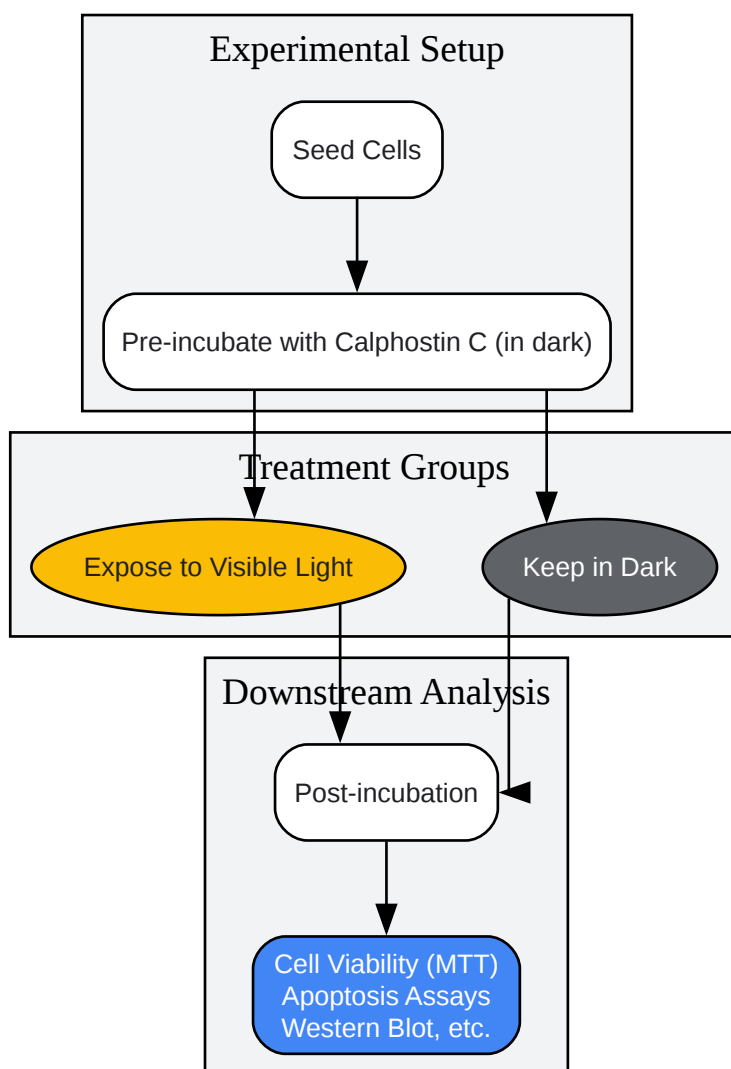 Experimental Setup
Seed Cells
Pre-incubate with Calphostin C (in dark)
Treatment Groups
Expose to Visible Light
Keep in Dark
Downstream Analysis
Post-incubation
Cell Viability (MTT)
Apoptosis Assays
Western Blot, etc.